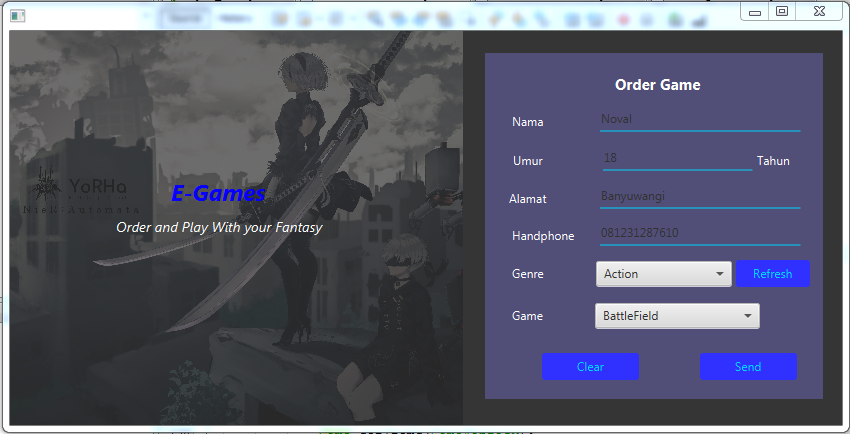 YoRHa
NieR:Automata
E-Games
Order and Play With your Fantasy
Order Game
Nama Noval
Umur 18 Tahun
Alamat Banyuwangi
Handphone 081231287610
Genre Action Refresh
Game BattleField
Clear Send